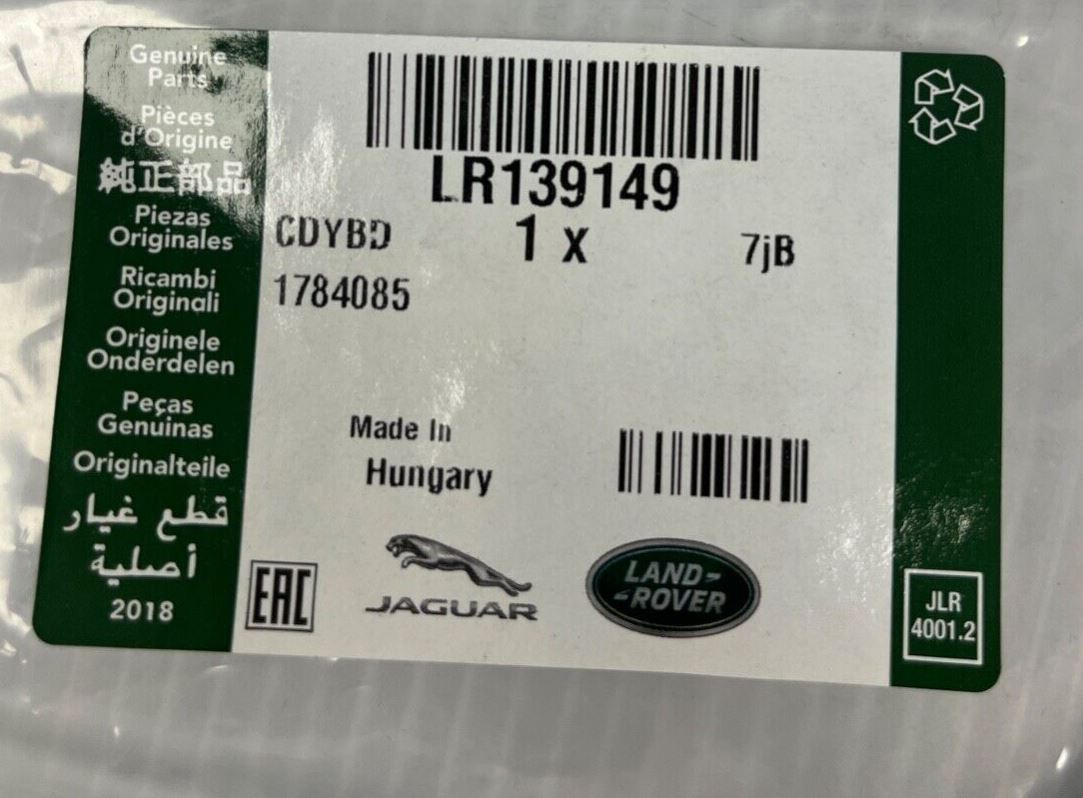 Genuine
Parts
Pièces
d'Origine
純正部品
Piezas
Originales
Ricambi
Originali
Originele
Onderdelen
Peças
Genuinas
Originalteile
قطع غيار
أصلية
2018
LR139149
CDYBD
1 X
7jB
1784085
Made In
Hungary
EAC
JAGUAR
LAND-
-ROVER
JLR
4001.2